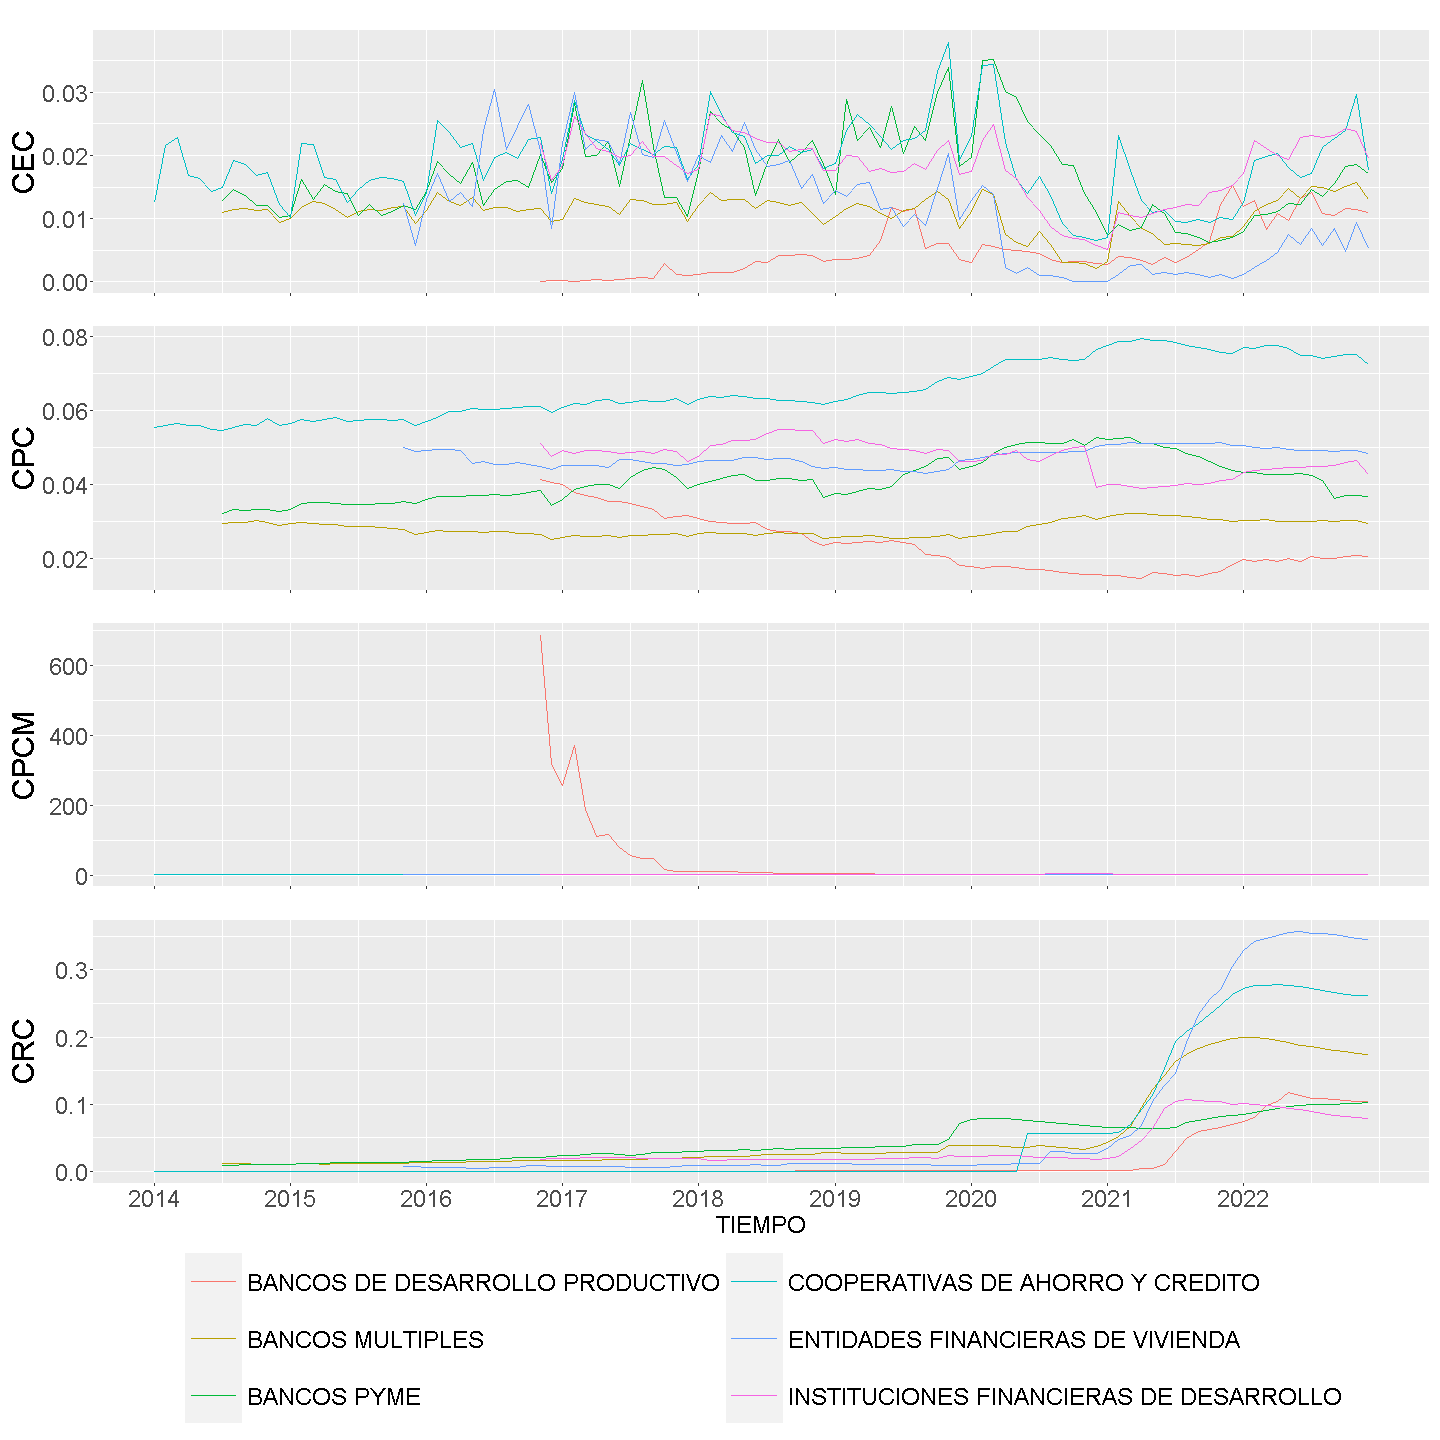 CEC
0.03
0.02
0.01
0.00
CPC
0.08
0.06
0.04
0.02
CPCM
600
400
200
0
CRC
0.3
0.2
0.1
0.0
2014 2015 2016 2017 2018 2019 2020 2021 2022
TIEMPO
BANCOS DE DESARROLLO PRODUCTIVO COOPERATIVAS DE AHORRO Y CREDITO
BANCOS MULTIPLES ENTIDADES FINANCIERAS DE VIVIENDA
BANCOS PYME INSTITUCIONES FINANCIERAS DE DESARROLLO